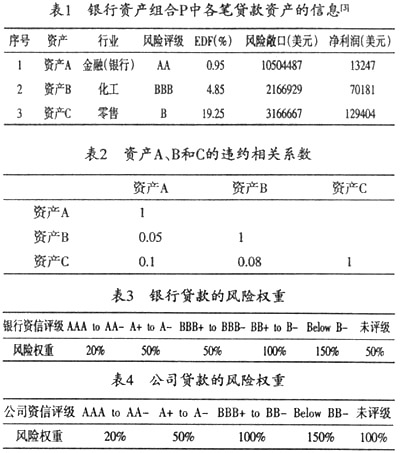 表1 银行资产组合P中各笔贷款资产的信息[3]
序号 资产 行业 风险评级 EDF(%) 风险敞口(美元) 净利润(美元)
1 资产A 金融(银行) AA 0.95 10504487 13247
2 资产B 化工 BBB 4.85 2166929 70181
3 资产C 零售 B 19.25 3166667 129404
表2 资产A、B和C的违约相关系数
资产A 资产B 资产C
资产A 1
资产B 0.05 1
资产C 0.1 0.08 1
表3 银行贷款的风险权重
银行资信评级 AAA to AA- A+ to A- BBB+ to BBB- BB+ to B- Below B- 未评级
风险权重 20% 50% 50% 100% 150% 50%
表4 公司贷款的风险权重
公司资信评级 AAA to AA- A+ to A- BBB+ to BB- Below BB- 未评级
风险权重 20% 50% 100% 150% 100%